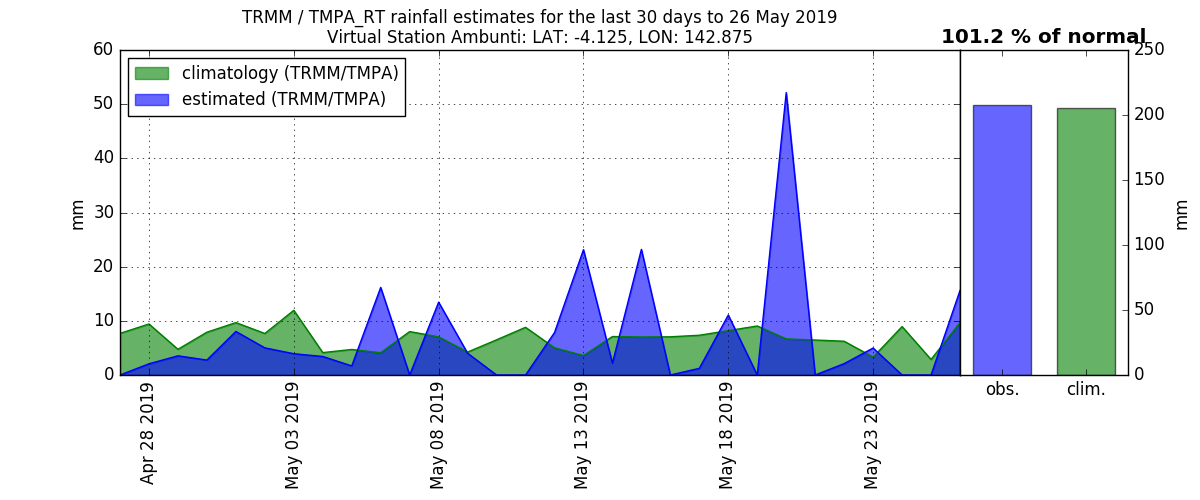 TRMM / TMPA_RT rainfall estimates for the last 30 days to 26 May 2019
Virtual Station Ambunti: LAT: -4.125, LON: 142.875
101.2 % of normal
climatology (TRMM/TMPA)
estimated (TRMM/TMPA)
60
50
40
30
20
10
0
mm
Apr 28 2019
May 03 2019
May 08 2019
May 13 2019
May 18 2019
May 23 2019
250
200
150
100
50
0
mm
obs.
clim.